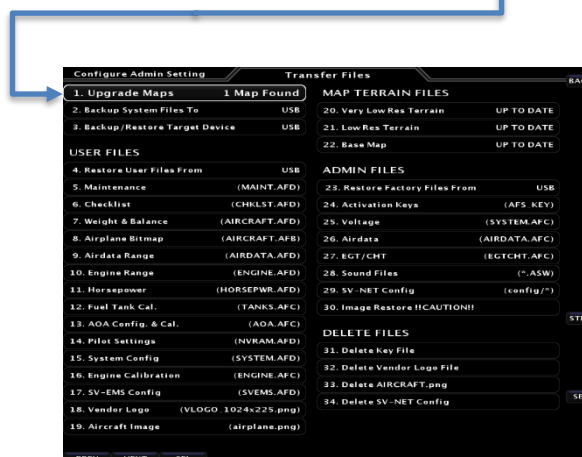 Configure Admin Setting
Transfer Files
1. Upgrade Maps 1 Map Found
2. Backup System Files To USB
3. Backup/Restore Target Device USB
USER FILES
4. Restore User Files From USB
5. Maintenance (MAINT.AFD)
6. Checklist (CHKLST.AFD)
7. Weight & Balance (AIRCRAFT.AFD)
8. Airplane Bitmap (AIRCRAFT.AFB)
9. Airdata Range (AIRDATA.AFD)
10. Engine Range (ENGINE.AFD)
11. Horsepower (HORSEPWR.AFD)
12. Fuel Tank Cal. (TANKS.AFC)
13. AOA Config. & Cal. (AOA.AFC)
14. Pilot Settings (NVRAM.AFD)
15. System Config (SYSTEM.AFD)
16. Engine Calibration (ENGINE.AFC)
17. SV-EMS Config (SVEMS.AFD)
18. Vendor Logo (VLOGO_1024x225.png)
19. Aircraft Image (airplane.png)
MAP TERRAIN FILES
20. Very Low Res Terrain UP TO DATE
21. Low Res Terrain UP TO DATE
22. Base Map UP TO DATE
ADMIN FILES
23. Restore Factory Files From USB
24. Activation Keys (AFS_KEY)
25. Voltage (SYSTEM.AFC)
26. Airdata (AIRDATA.AFC)
27. EGT/CHT (EGTCHT.AFC)
28. Sound Files (*.ASW)
29. SV-NET Config (config/*)
30. Image Restore !!CAUTION!!
DELETE FILES
31. Delete Key File
32. Delete Vendor Logo File
33. Delete AIRCRAFT.png
34. Delete SV-NET Config